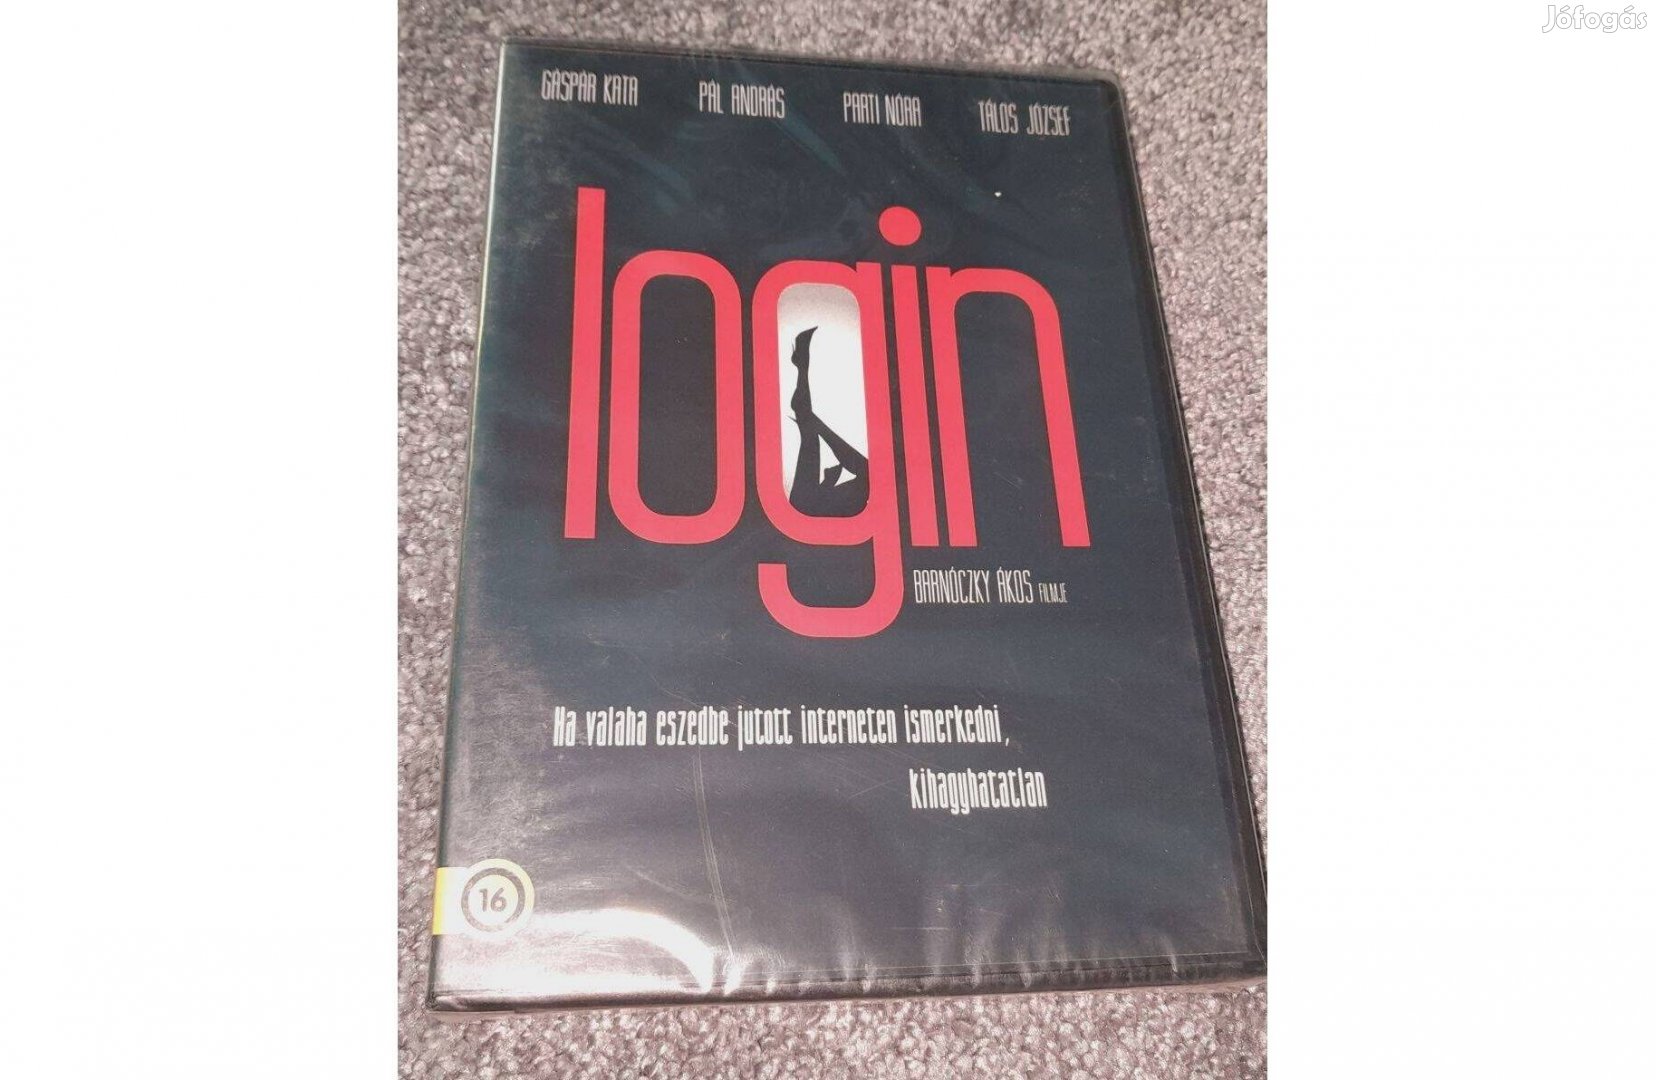 Jófogás
GÁSPÁR KATA PÁL ANDRÁS PARTI NÓRA TÁLOS JÓZSEF
login
BARNÓCZKY ÁKOS FILMJE
Ha valaha eszedbe jutott interneten ismerkedni,
kihagyhatatlan
16